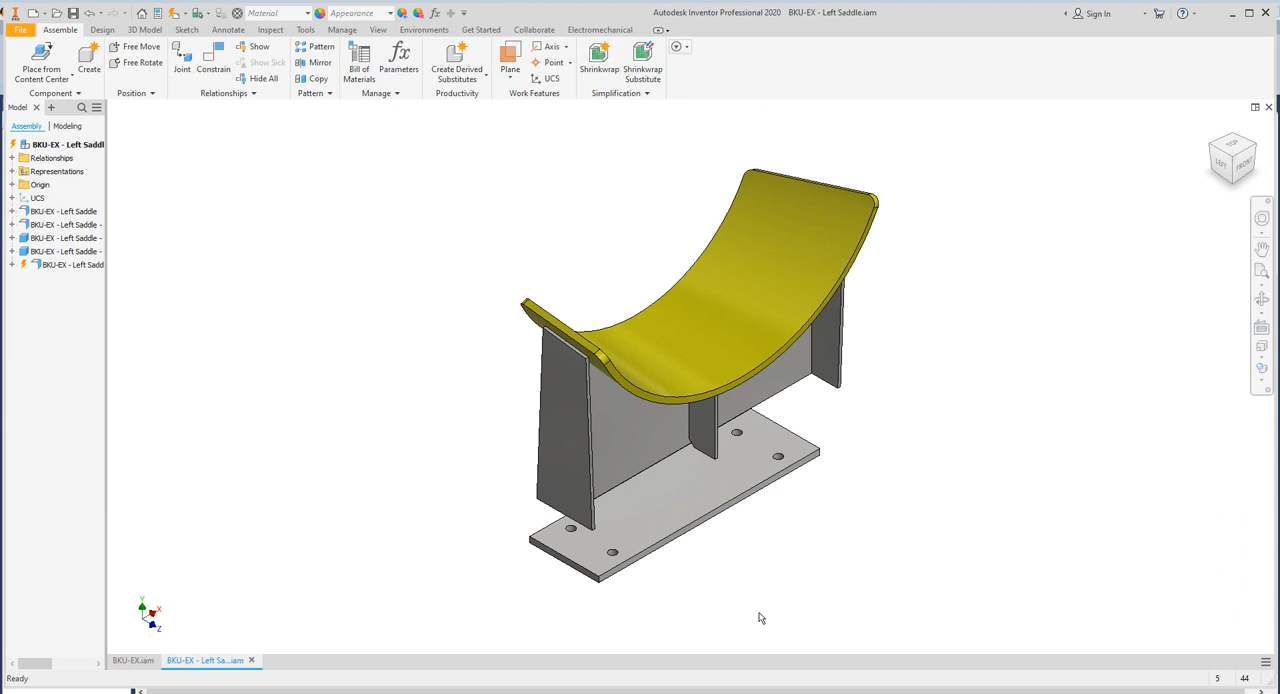 Material
Appearance
Autodesk Inventor Professional 2020 BKU-EX - Left Saddle.iam
Sign In
File Assemble Design 3D Model Sketch Annotate Inspect Tools Manage View Environments Get Started Collaborate Electromechanical
Place from
Content Center
Create
Free Move
Free Rotate
Joint
Constrain
Show
Show Sick
Hide All
Pattern
Mirror
Copy
Bill of
Materials
Parameters
Create Derived
Substitutes
Plane
Axis
Point
UCS
Shrinkwrap
Shrinkwrap
Substitute
Component Position Relationships Pattern Manage Productivity Work Features Simplification
Model
Assembly Modeling
BKU-EX - Left Saddl
Relationships
Representations
Origin
UCS
BKU-EX - Left Saddle
BKU-EX - Left Saddle -
BKU-EX - Left Saddle -
BKU-EX - Left Saddle -
BKU-EX - Left Sadd
TOP
LEFT
FRONT
Y
X
Z
BKU-EX.iam BKU-EX - Left Sa...iam
Ready
5 44